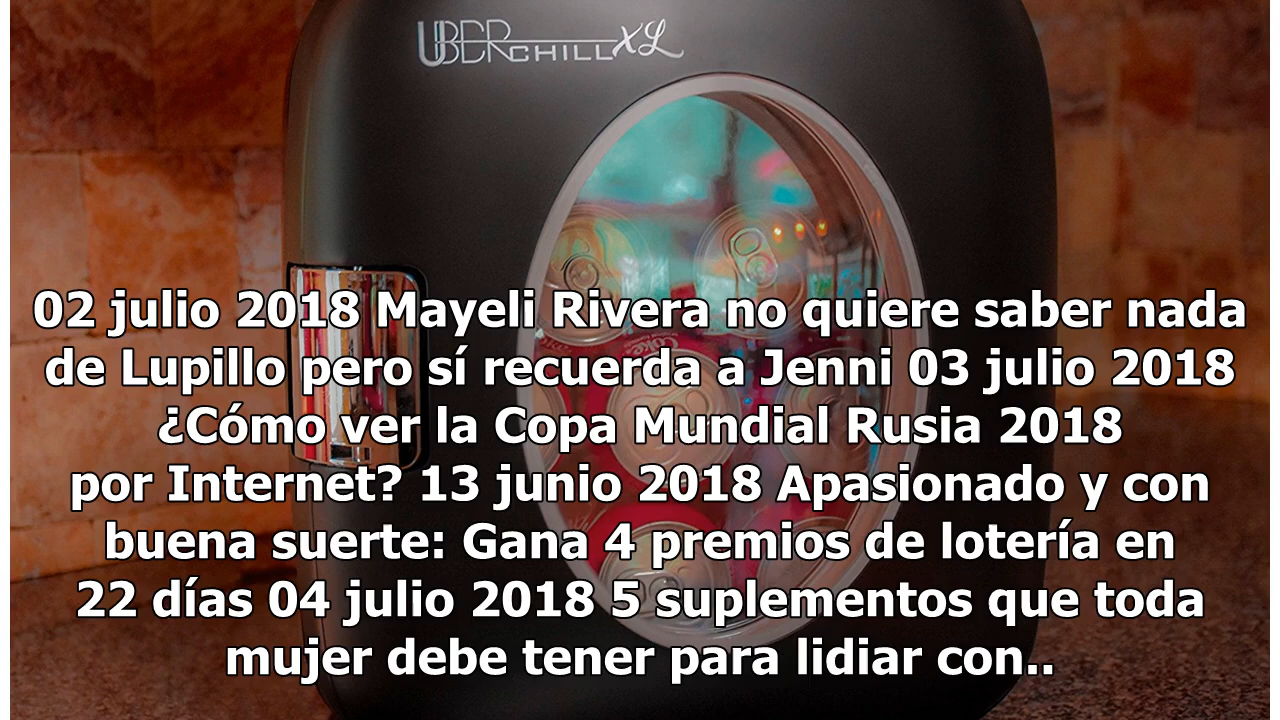 UBERCHILL XL
02 julio 2018 Mayeli Rivera no quiere saber nada
de Lupillo pero sí recuerda a Jenni 03 julio 2018
¿Cómo ver la Copa Mundial Rusia 2018
por Internet? 13 junio 2018 Apasionado y con
buena suerte: Gana 4 premios de lotería en
22 días 04 julio 2018 5 suplementos que toda
mujer debe tener para lidiar con..